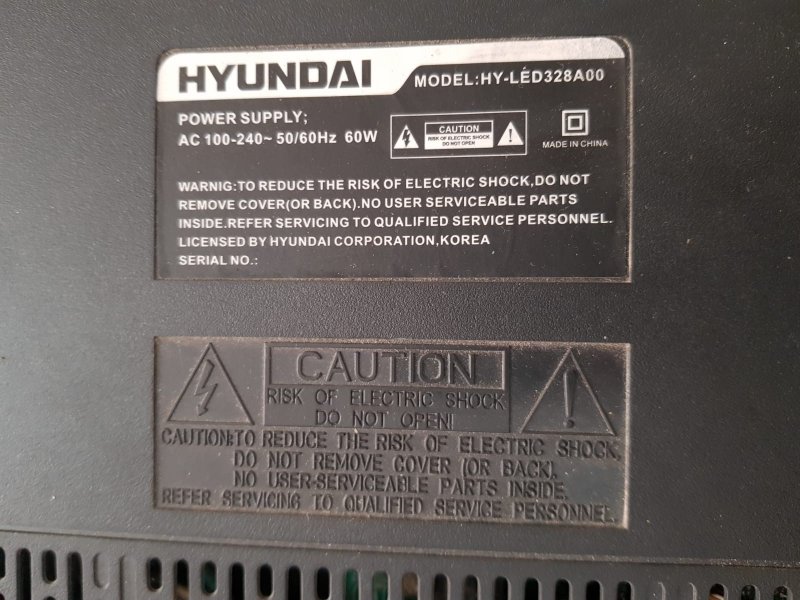 HYUNDAI
MODEL:HY-LED328A00
POWER SUPPLY;
AC 100-240~ 50/60Hz 60W
CAUTION
RISK OF ELECTRIC SHOCK
DO NOT OPEN
MADE IN CHINA
WARNIG:TO REDUCE THE RISK OF ELECTRIC SHOCK,DO NOT
REMOVE COVER(OR BACK).NO USER SERVICEABLE PARTS
INSIDE.REFER SERVICING TO QUALIFIED SERVICE PERSONNEL.
LICENSED BY HYUNDAI CORPORATION,KOREA
SERIAL NO.:
CAUTION
RISK OF ELECTRIC SHOCK
DO NOT OPEN!
CAUTION:TO REDUCE THE RISK OF ELECTRIC SHOCK,
DO NOT REMOVE COVER (OR BACK).
NO USER-SERVICEABLE PARTS INSIDE.
REFER SERVICING TO QUALIFIED SERVICE PERSONNEL.